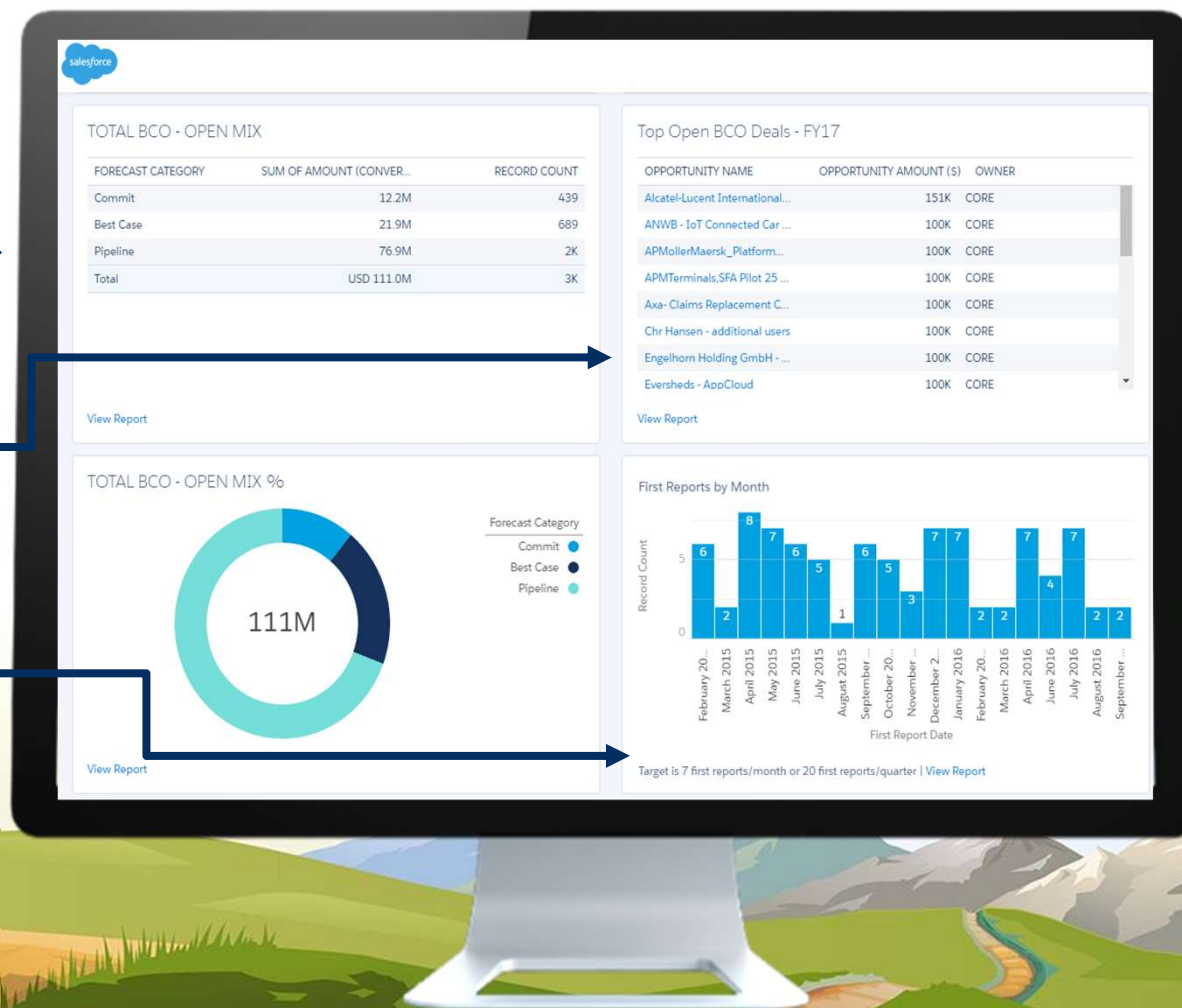 salesforce
TOTAL BCO - OPEN MIX
FORECAST CATEGORY SUM OF AMOUNT (CONVER... RECORD COUNT
Commit 12.2M 439
Best Case 21.9M 689
Pipeline 76.9M 2K
Total USD 111.0M 3K
View Report
Top Open BCO Deals - FY17
OPPORTUNITY NAME OPPORTUNITY AMOUNT ($) OWNER
Alcatel-Lucent International... 151K CORE
ANWB - IoT Connected Car ... 100K CORE
APMollerMaersk_Platform... 100K CORE
APMTerminals,SFA Pilot 25 ... 100K CORE
Axa- Claims Replacement C... 100K CORE
Chr Hansen - additional users 100K CORE
Engelhorn Holding GmbH - ... 100K CORE
Eversheds - AppCloud 100K CORE
View Report
TOTAL BCO - OPEN MIX %
Forecast Category
Commit
Best Case
Pipeline
111M
View Report
First Reports by Month
Record Count
5
0
6 2 8 7 6 5 1 6 5 3 7 7 2 2 7 4 7 2 2
February 20...
March 2015
April 2015
May 2015
June 2015
July 2015
August 2015
September ...
October 20...
November ...
December 2...
January 2016
February 20...
March 2016
April 2016
June 2016
July 2016
August 2016
September ...
First Report Date
Target is 7 first reports/month or 20 first reports/quarter | View Report